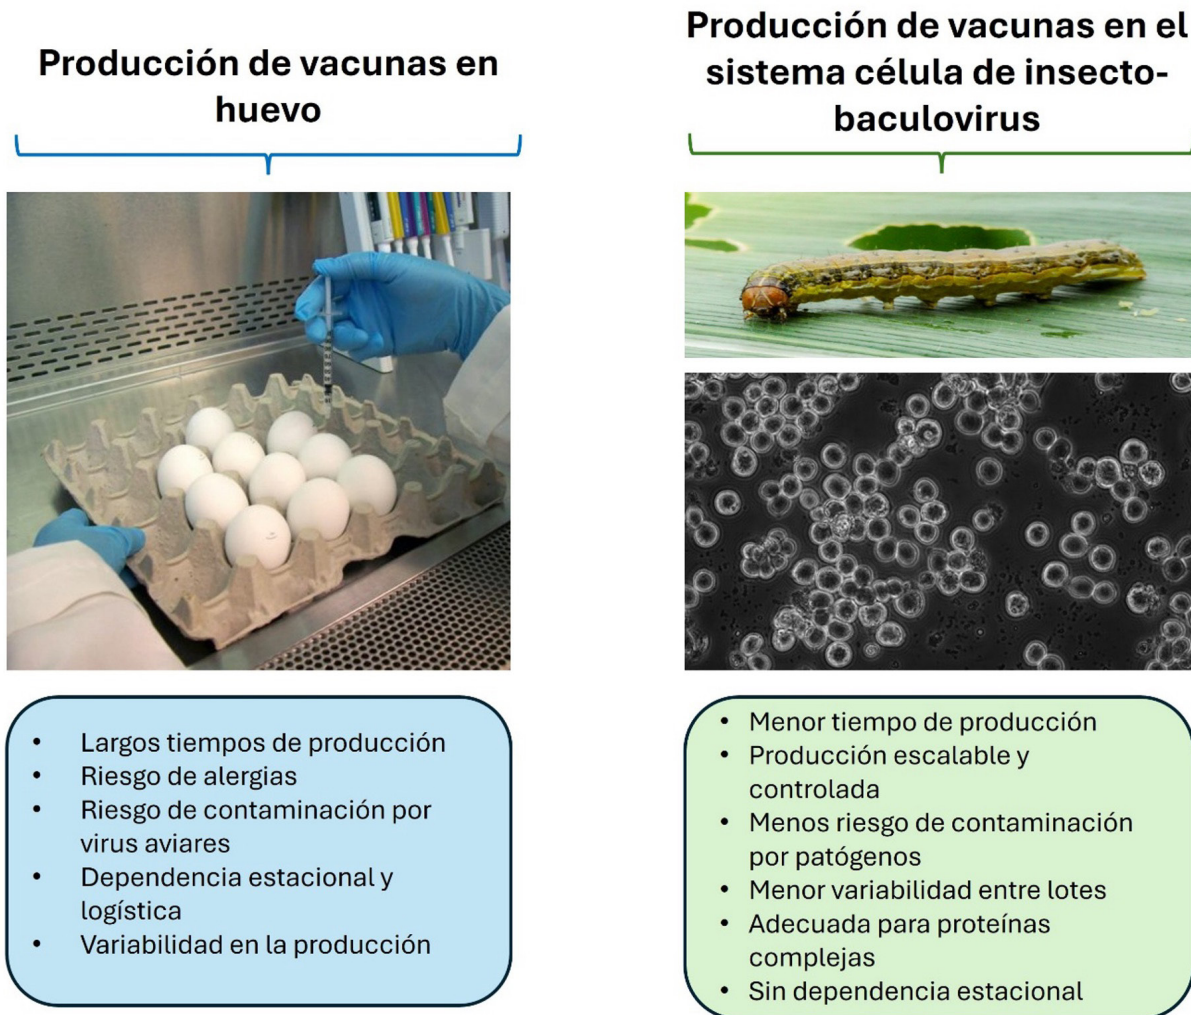 Producción de vacunas en
huevo
• Largos tiempos de producción
• Riesgo de alergias
• Riesgo de contaminación por
virus aviares
• Dependencia estacional y
logística
• Variabilidad en la producción
Producción de vacunas en el
sistema célula de insecto-
baculovirus
• Menor tiempo de producción
• Producción escalable y
controlada
• Menos riesgo de contaminación
por patógenos
• Menor variabilidad entre lotes
• Adecuada para proteínas
complejas
• Sin dependencia estacional